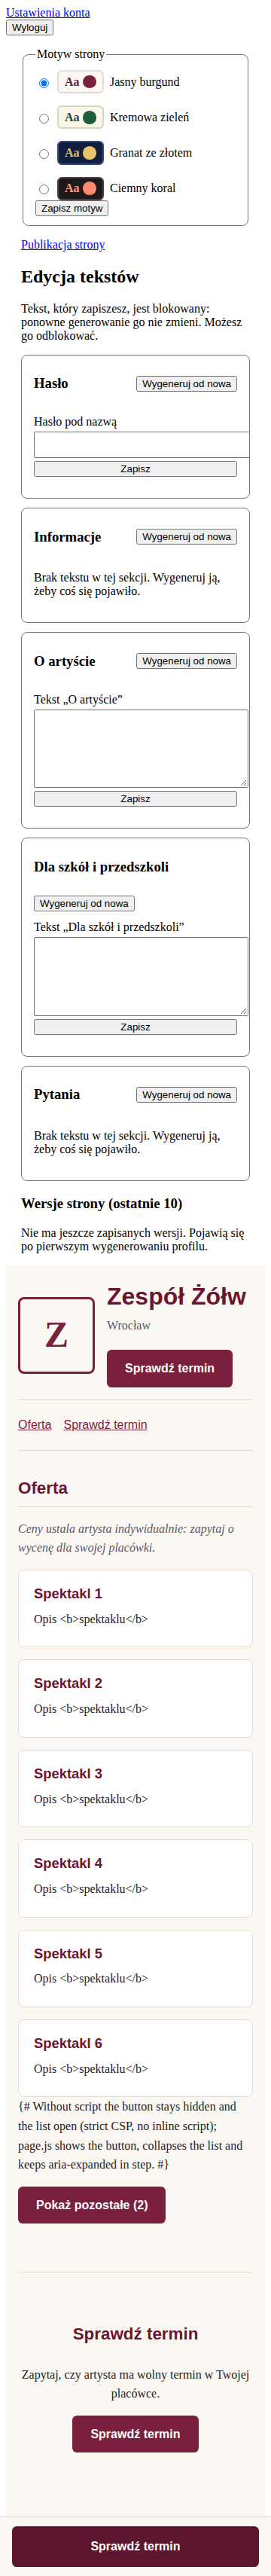 Ustawienia konta
Wyloguj
Motyw strony
Aa Jasny burgund
Aa Kremowa zieleń
Aa Granat ze złotem
Aa Ciemny koral
Zapisz motyw
Publikacja strony
Edycja tekstów
Tekst, który zapiszesz, jest blokowany:
ponowne generowanie go nie zmieni. Możesz
go odblokować.
Hasło
Wygeneruj od nowa
Hasło pod nazwą
Zapisz
Informacje
Wygeneruj od nowa
Brak tekstu w tej sekcji. Wygeneruj ją,
żeby coś się pojawiło.
O artyście
Wygeneruj od nowa
Tekst „O artyście”
Zapisz
Dla szkół i przedszkoli
Wygeneruj od nowa
Tekst „Dla szkół i przedszkoli”
Zapisz
Pytania
Wygeneruj od nowa
Brak tekstu w tej sekcji. Wygeneruj ją,
żeby coś się pojawiło.
Wersje strony (ostatnie 10)
Nie ma jeszcze zapisanych wersji. Pojawią się
po pierwszym wygenerowaniu profilu.
Z
Zespół Żółw
Wrocław
Sprawdź termin
Oferta Sprawdź termin
Oferta
Ceny ustala artysta indywidualnie: zapytaj o
wycenę dla swojej placówki.
Spektakl 1
Opis <b>spektaklu</b>
Spektakl 2
Opis <b>spektaklu</b>
Spektakl 3
Opis <b>spektaklu</b>
Spektakl 4
Opis <b>spektaklu</b>
Spektakl 5
Opis <b>spektaklu</b>
Spektakl 6
Opis <b>spektaklu</b>
{# Without script the button stays hidden and
the list open (strict CSP, no inline script);
page.js shows the button, collapses the list and
keeps aria-expanded in step. #}
Pokaż pozostałe (2)
Sprawdź termin
Zapytaj, czy artysta ma wolny termin w Twojej
placówce.
Sprawdź termin
Sprawdź termin